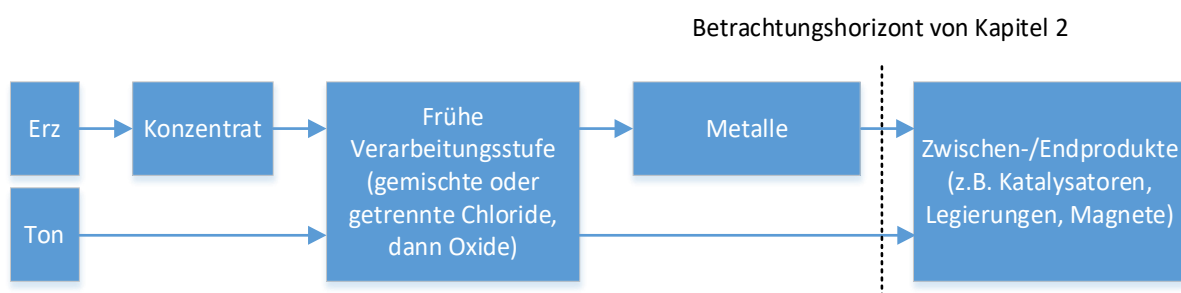 Betrachtungshorizont von Kapitel 2
Erz
Konzentrat
Frühe
Verarbeitungsstufe
(gemischte oder
getrennte Chloride,
dann Oxide)
Metalle
Zwischen-/Endprodukte
(z.B. Katalysatoren,
Legierungen, Magnete)
Ton